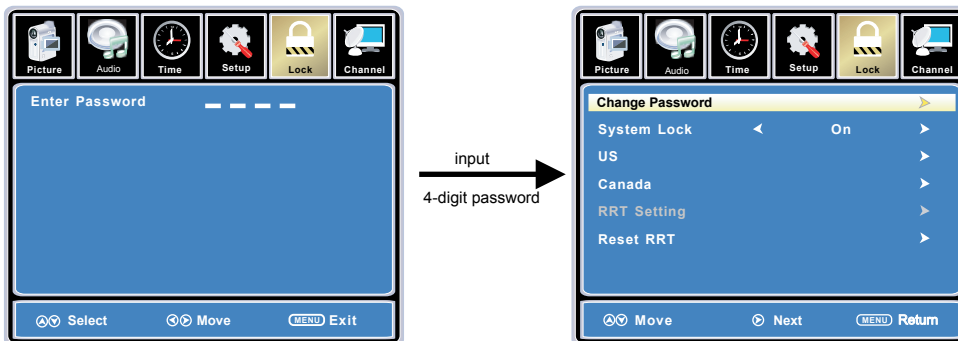 Picture Audio Time Setup Lock Channel
Enter Password _ _ _ _
Select Move MENU Exit
input
4-digit password
Picture Audio Time Setup Lock Channel
Change Password
System Lock On
US
Canada
RRT Setting
Reset RRT
Move Next MENU Return